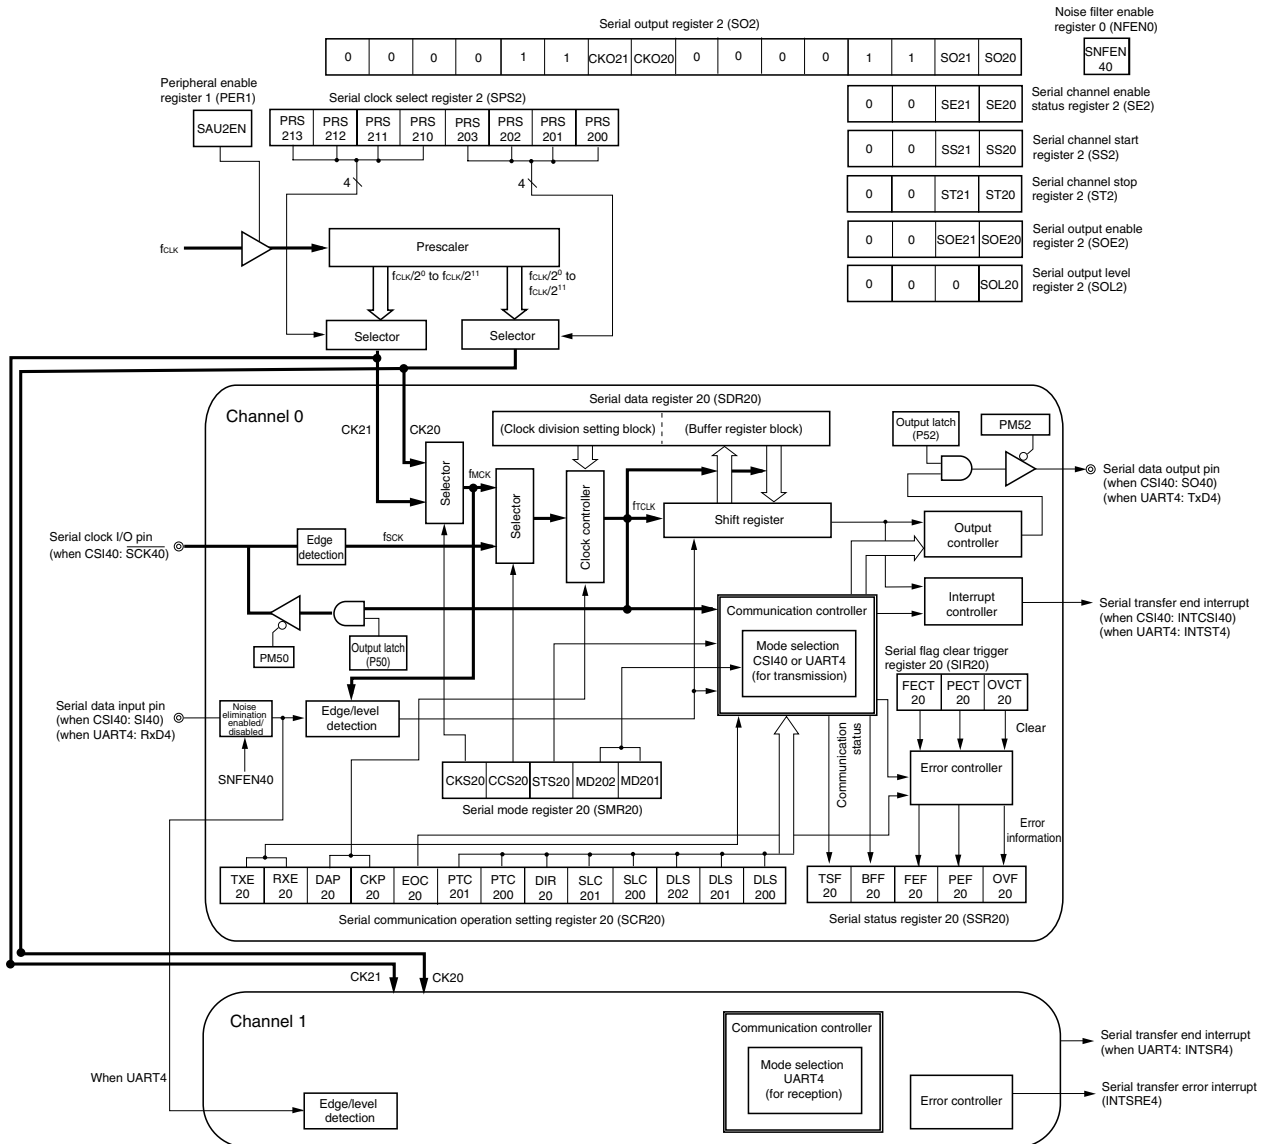 Serial output register 2 (SO2)
0 0 0 0 1 1 CKO21 CKO20 0 0 0 0 1 1 SO21 SO20
Noise filter enable
register 0 (NFEN0)
SNFEN
40
Peripheral enable
register 1 (PER1)
SAU2EN
Serial clock select register 2 (SPS2)
PRS PRS PRS PRS PRS PRS PRS PRS
213 212 211 210 203 202 201 200
4
4
0 0 SE21 SE20
Serial channel enable
status register 2 (SE2)
0 0 SS21 SS20
Serial channel start
register 2 (SS2)
0 0 ST21 ST20
Serial channel stop
register 2 (ST2)
0 0 SOE21 SOE20
Serial output enable
register 2 (SOE2)
0 0 0 SOL20
Serial output level
register 2 (SOL2)
fCLK
Prescaler
fCLK/2⁰ to fCLK/2¹¹
fCLK/2⁰ to
fCLK/2¹¹
Selector
Selector
Channel 0
CK21
CK20
Serial data register 20 (SDR20)
(Clock division setting block)
(Buffer register block)
Output latch
(P52)
PM52
Selector
fMCK
Selector
Clock controller
fTCLK
Shift register
Serial data output pin
(when CSI40: SO40)
(when UART4: TxD4)
Output
controller
Serial clock I/O pin
(when CSI40: SCK40)
Edge
detection
fSCK
PM50
Output latch
(P50)
Communication controller
Mode selection
CSI40 or UART4
(for transmission)
Interrupt
controller
Serial transfer end interrupt
(when CSI40: INTCSI40)
(when UART4: INTST4)
Serial flag clear trigger
register 20 (SIR20)
FECT PECT OVCT
20 20 20
Clear
Serial data input pin
(when CSI40: SI40)
(when UART4: RxD4)
Noise
elimination
enabled/
disabled
SNFEN40
Edge/level
detection
Communication
status
Error controller
Error
information
CKS20 CCS20 STS20 MD202 MD201
Serial mode register 20 (SMR20)
TXE RXE DAP CKP EOC PTC PTC DIR SLC SLC DLS DLS DLS
20 20 20 20 20 201 200 20 201 200 202 201 200
Serial communication operation setting register 20 (SCR20)
TSF BFF FEF PEF OVF
20 20 20 20 20
Serial status register 20 (SSR20)
CK21
CK20
Channel 1
When UART4
Edge/level
detection
Communication controller
Mode selection
UART4
(for reception)
Error controller
Serial transfer end interrupt
(when UART4: INTSR4)
Serial transfer error interrupt
(INTSRE4)